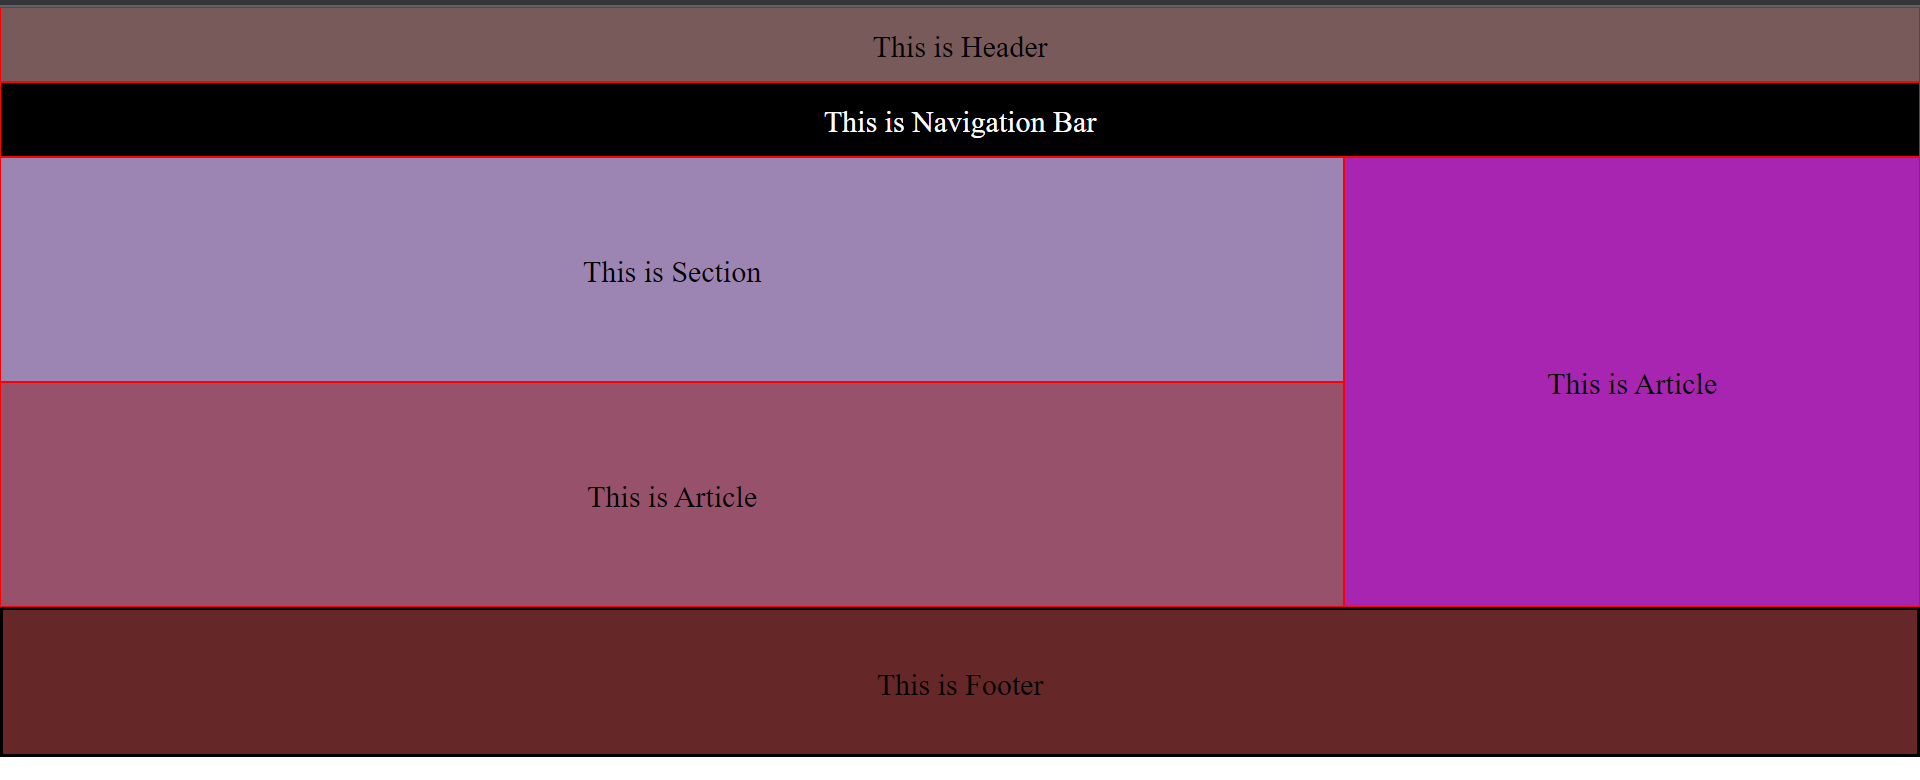 This is Header
This is Navigation Bar
This is Section
This is Article
This is Article
This is Footer